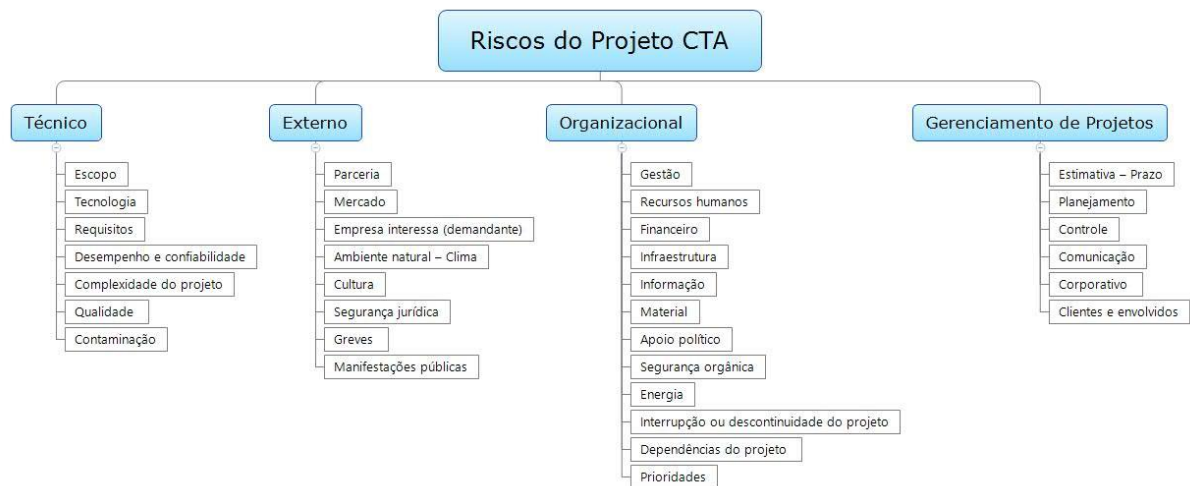 Riscos do Projeto CTA
Técnico
Escopo
Tecnologia
Requisitos
Desempenho e confiabilidade
Complexidade do projeto
Qualidade
Contaminação
Externo
Parceria
Mercado
Empresa interessa (demandante)
Ambiente natural – Clima
Cultura
Segurança jurídica
Greves
Manifestações públicas
Organizacional
Gestão
Recursos humanos
Financeiro
Infraestrutura
Informação
Material
Apoio político
Segurança orgânica
Energia
Interrupção ou descontinuidade do projeto
Dependências do projeto
Prioridades
Gerenciamento de Projetos
Estimativa – Prazo
Planejamento
Controle
Comunicação
Corporativo
Clientes e envolvidos